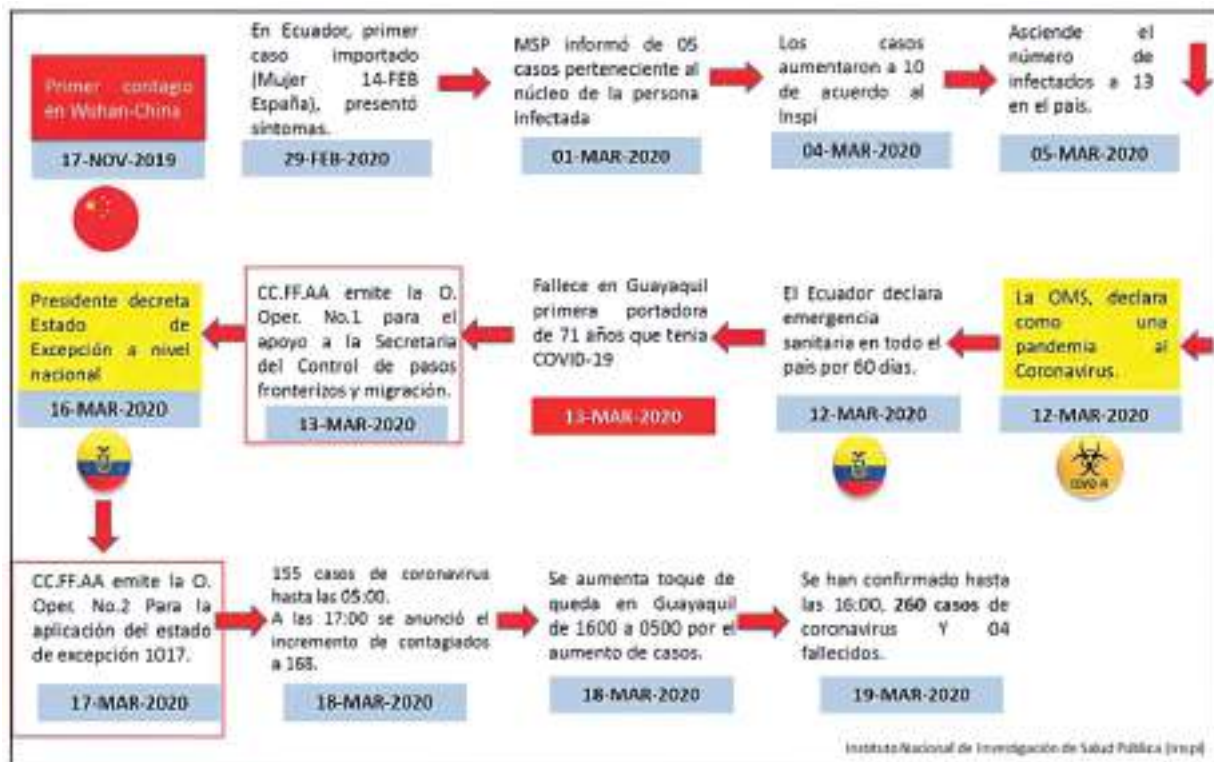 Primer contagio
en Wuhan-China
17-NOV-2019
En Ecuador, primer
caso importado
(Mujer 14-FEB
España), presentó
síntomas.
29-FEB-2020
MSP informó de 05
casos perteneciente al
núcleo de la persona
infectada
01-MAR-2020
Los casos
aumentaron a 10
de acuerdo al
Inspi
04-MAR-2020
Asciende el
número de
infectados a 13
en el país.
05-MAR-2020
La OMS, declara
como una
pandemia al
Coronavirus.
12-MAR-2020
COVID-19
El Ecuador declara
emergencia
sanitaria en todo el
país por 60 días.
12-MAR-2020
Fallece en Guayaquil
primera portadora
de 71 años que tenía
COVID-19
13-MAR-2020
CC.FF.AA emite la O.
Oper. No.1 para el
apoyo a la Secretaria
del Control de pasos
fronterizos y migración.
13-MAR-2020
Presidente decreta
Estado de
Excepción a nivel
nacional
16-MAR-2020
CC.FF.AA emite la O.
Oper. No.2 Para la
aplicación del estado
de excepción 1017.
17-MAR-2020
155 casos de coronavirus
hasta las 05:00.
A las 17:00 se anunció el
incremento de contagiados
a 168.
18-MAR-2020
Se aumenta toque de
queda en Guayaquil
de 1600 a 0500 por el
aumento de casos.
18-MAR-2020
Se han confirmado hasta
las 16:00, 260 casos de
coronavirus Y 04
fallecidos.
19-MAR-2020
Instituto Nacional de Investigación de Salud Pública (Inspi)